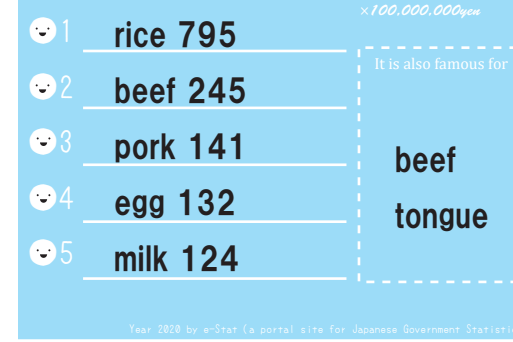 ×100,000,000yen
1 rice 795
2 beef 245
3 pork 141
4 egg 132
5 milk 124
It is also famous for
beef
tongue
Year 2020 by e-Stat (a portal site for Japanese Government